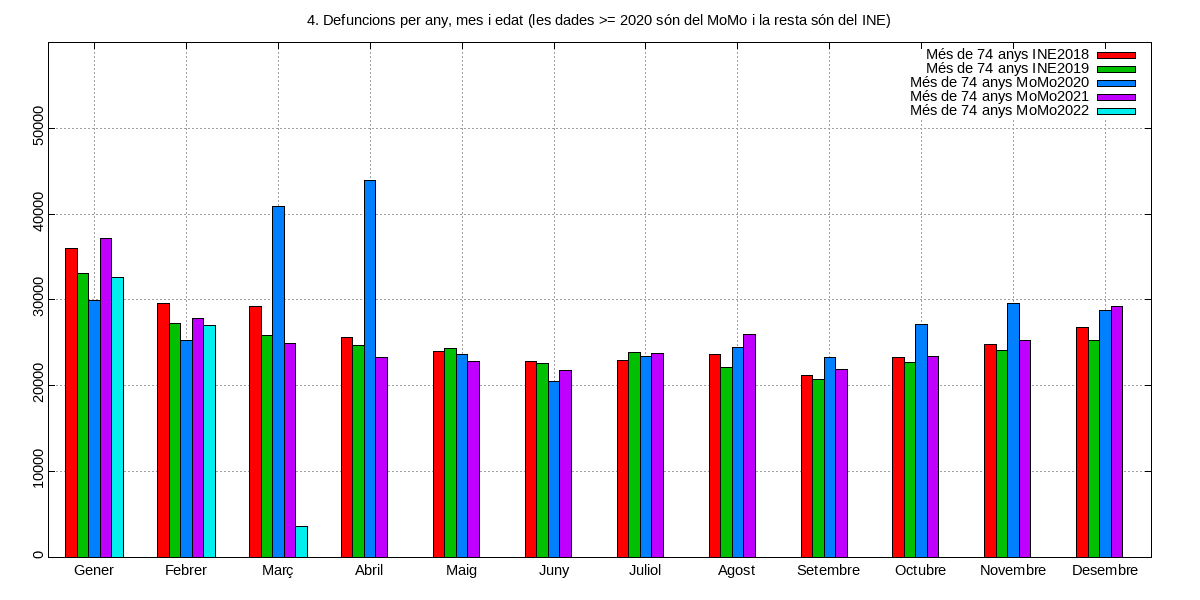 4. Defuncions per any, mes i edat (les dades >= 2020 són del MoMo i la resta són del INE)
Més de 74 anys INE2018
Més de 74 anys INE2019
Més de 74 anys MoMo2020
Més de 74 anys MoMo2021
Més de 74 anys MoMo2022
50000
40000
30000
20000
10000
0
Gener Febrer Març Abril Maig Juny Juliol Agost Setembre Octubre Novembre Desembre